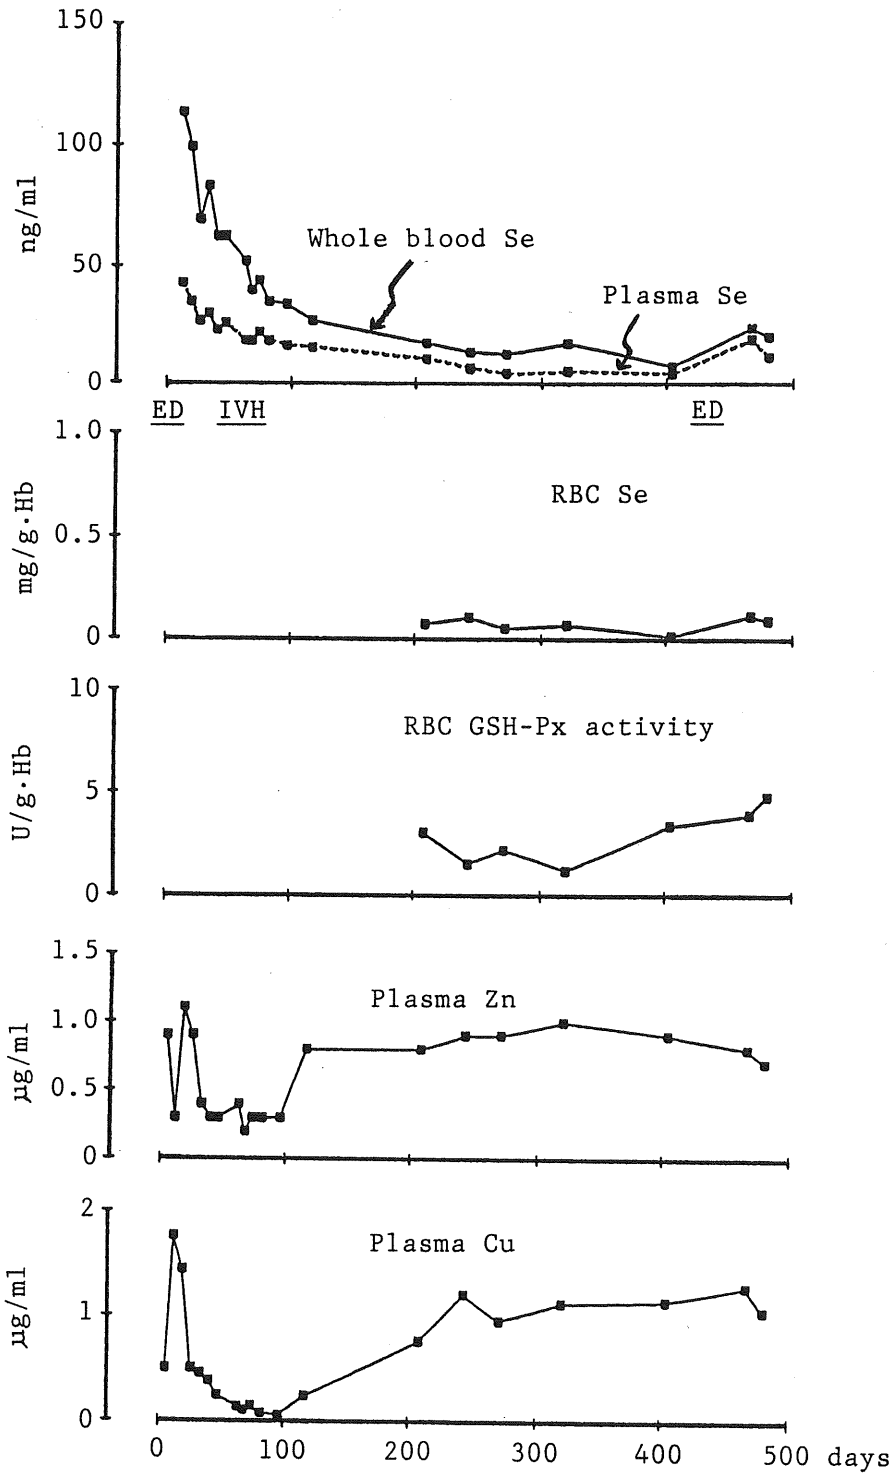 150
100
ng/ml
50
0
Whole blood Se
Plasma Se
ED IVH ED
1.0
mg/g·Hb
0.5
0
RBC Se
10
U/g·Hb
5
0
RBC GSH-Px activity
1.5
1.0
µg/ml
0.5
0
Plasma Zn
2
µg/ml
1
0
Plasma Cu
0 100 200 300 400 500 days